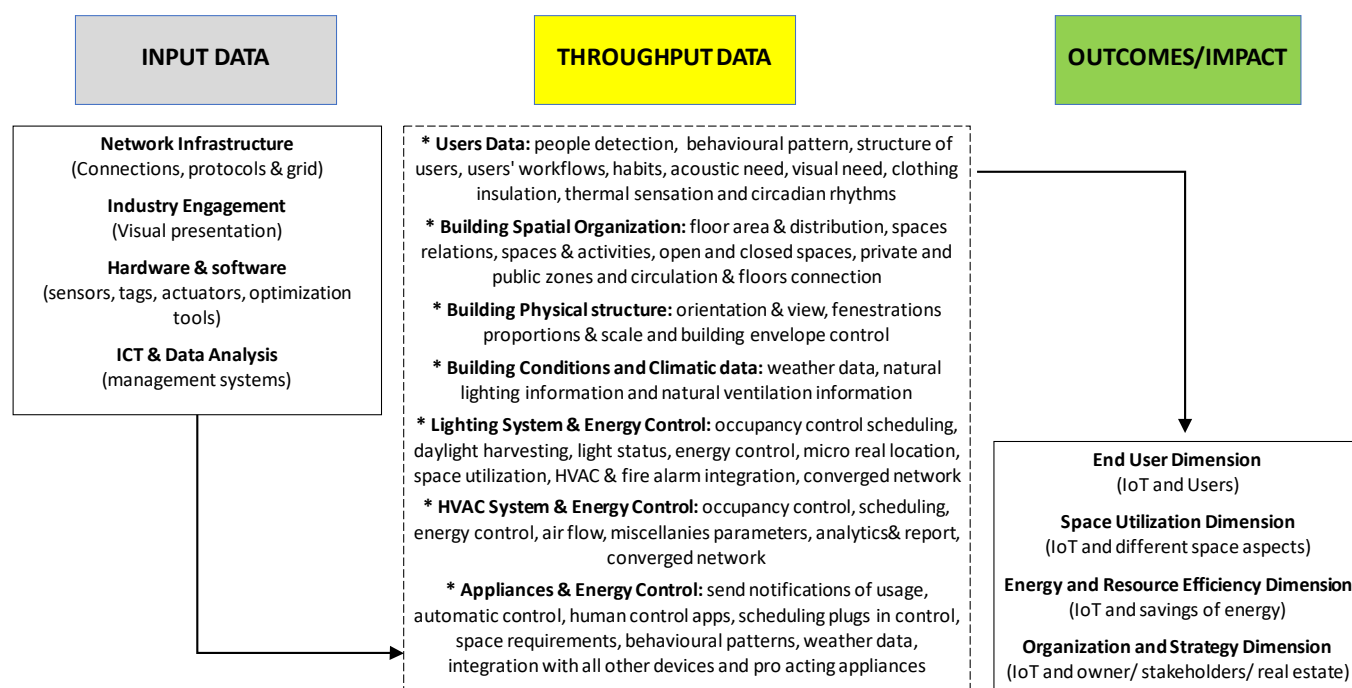 INPUT DATA
THROUGHPUT DATA
OUTCOMES/IMPACT
Network Infrastructure
(Connections, protocols & grid)
Industry Engagement
(Visual presentation)
Hardware & software
(sensors, tags, actuators, optimization
tools)
ICT & Data Analysis
(management systems)
* Users Data: people detection, behavioural pattern, structure of
users, users' workflows, habits, acoustic need, visual need, clothing
insulation, thermal sensation and circadian rhythms
* Building Spatial Organization: floor area & distribution, spaces
relations, spaces & activities, open and closed spaces, private and
public zones and circulation & floors connection
* Building Physical structure: orientation & view, fenestrations
proportions & scale and building envelope control
* Building Conditions and Climatic data: weather data, natural
lighting information and natural ventilation information
* Lighting System & Energy Control: occupancy control scheduling,
daylight harvesting, light status, energy control, micro real location,
space utilization, HVAC & fire alarm integration, converged network
* HVAC System & Energy Control: occupancy control, scheduling,
energy control, air flow, miscellanies parameters, analytics& report,
converged network
* Appliances & Energy Control: send notifications of usage,
automatic control, human control apps, scheduling plugs in control,
space requirements, behavioural patterns, weather data,
integration with all other devices and pro acting appliances
End User Dimension
(IoT and Users)
Space Utilization Dimension
(IoT and different space aspects)
Energy and Resource Efficiency Dimension
(IoT and savings of energy)
Organization and Strategy Dimension
(IoT and owner/ stakeholders/ real estate)